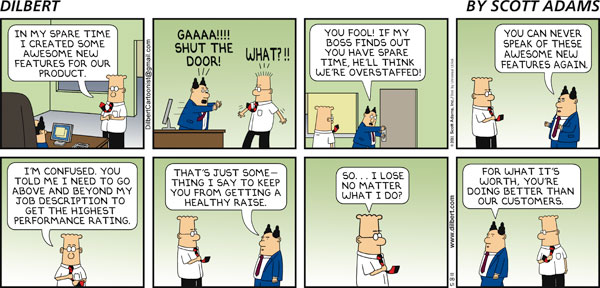 DILBERT
BY SCOTT ADAMS
IN MY SPARE TIME
I CREATED SOME
AWESOME NEW
FEATURES FOR OUR
PRODUCT.
DilbertCartoonist@gmail.com
GAAAA!!!!
SHUT THE
DOOR!
WHAT?!!
YOU FOOL! IF MY
BOSS FINDS OUT
YOU HAVE SPARE
TIME, HE'LL THINK
WE'RE OVERSTAFFED!
YOU CAN NEVER
SPEAK OF THESE
AWESOME NEW
FEATURES AGAIN.
Scott Adams, Inc.
I'M CONFUSED. YOU
TOLD ME I NEED TO GO
ABOVE AND BEYOND MY
JOB DESCRIPTION TO
GET THE HIGHEST
PERFORMANCE RATING.
THAT'S JUST SOME-
THING I SAY TO KEEP
YOU FROM GETTING A
HEALTHY RAISE.
SO... I LOSE
NO MATTER
WHAT I DO?
www.dilbert.com
FOR WHAT IT'S
WORTH, YOU'RE
DOING BETTER THAN
OUR CUSTOMERS.